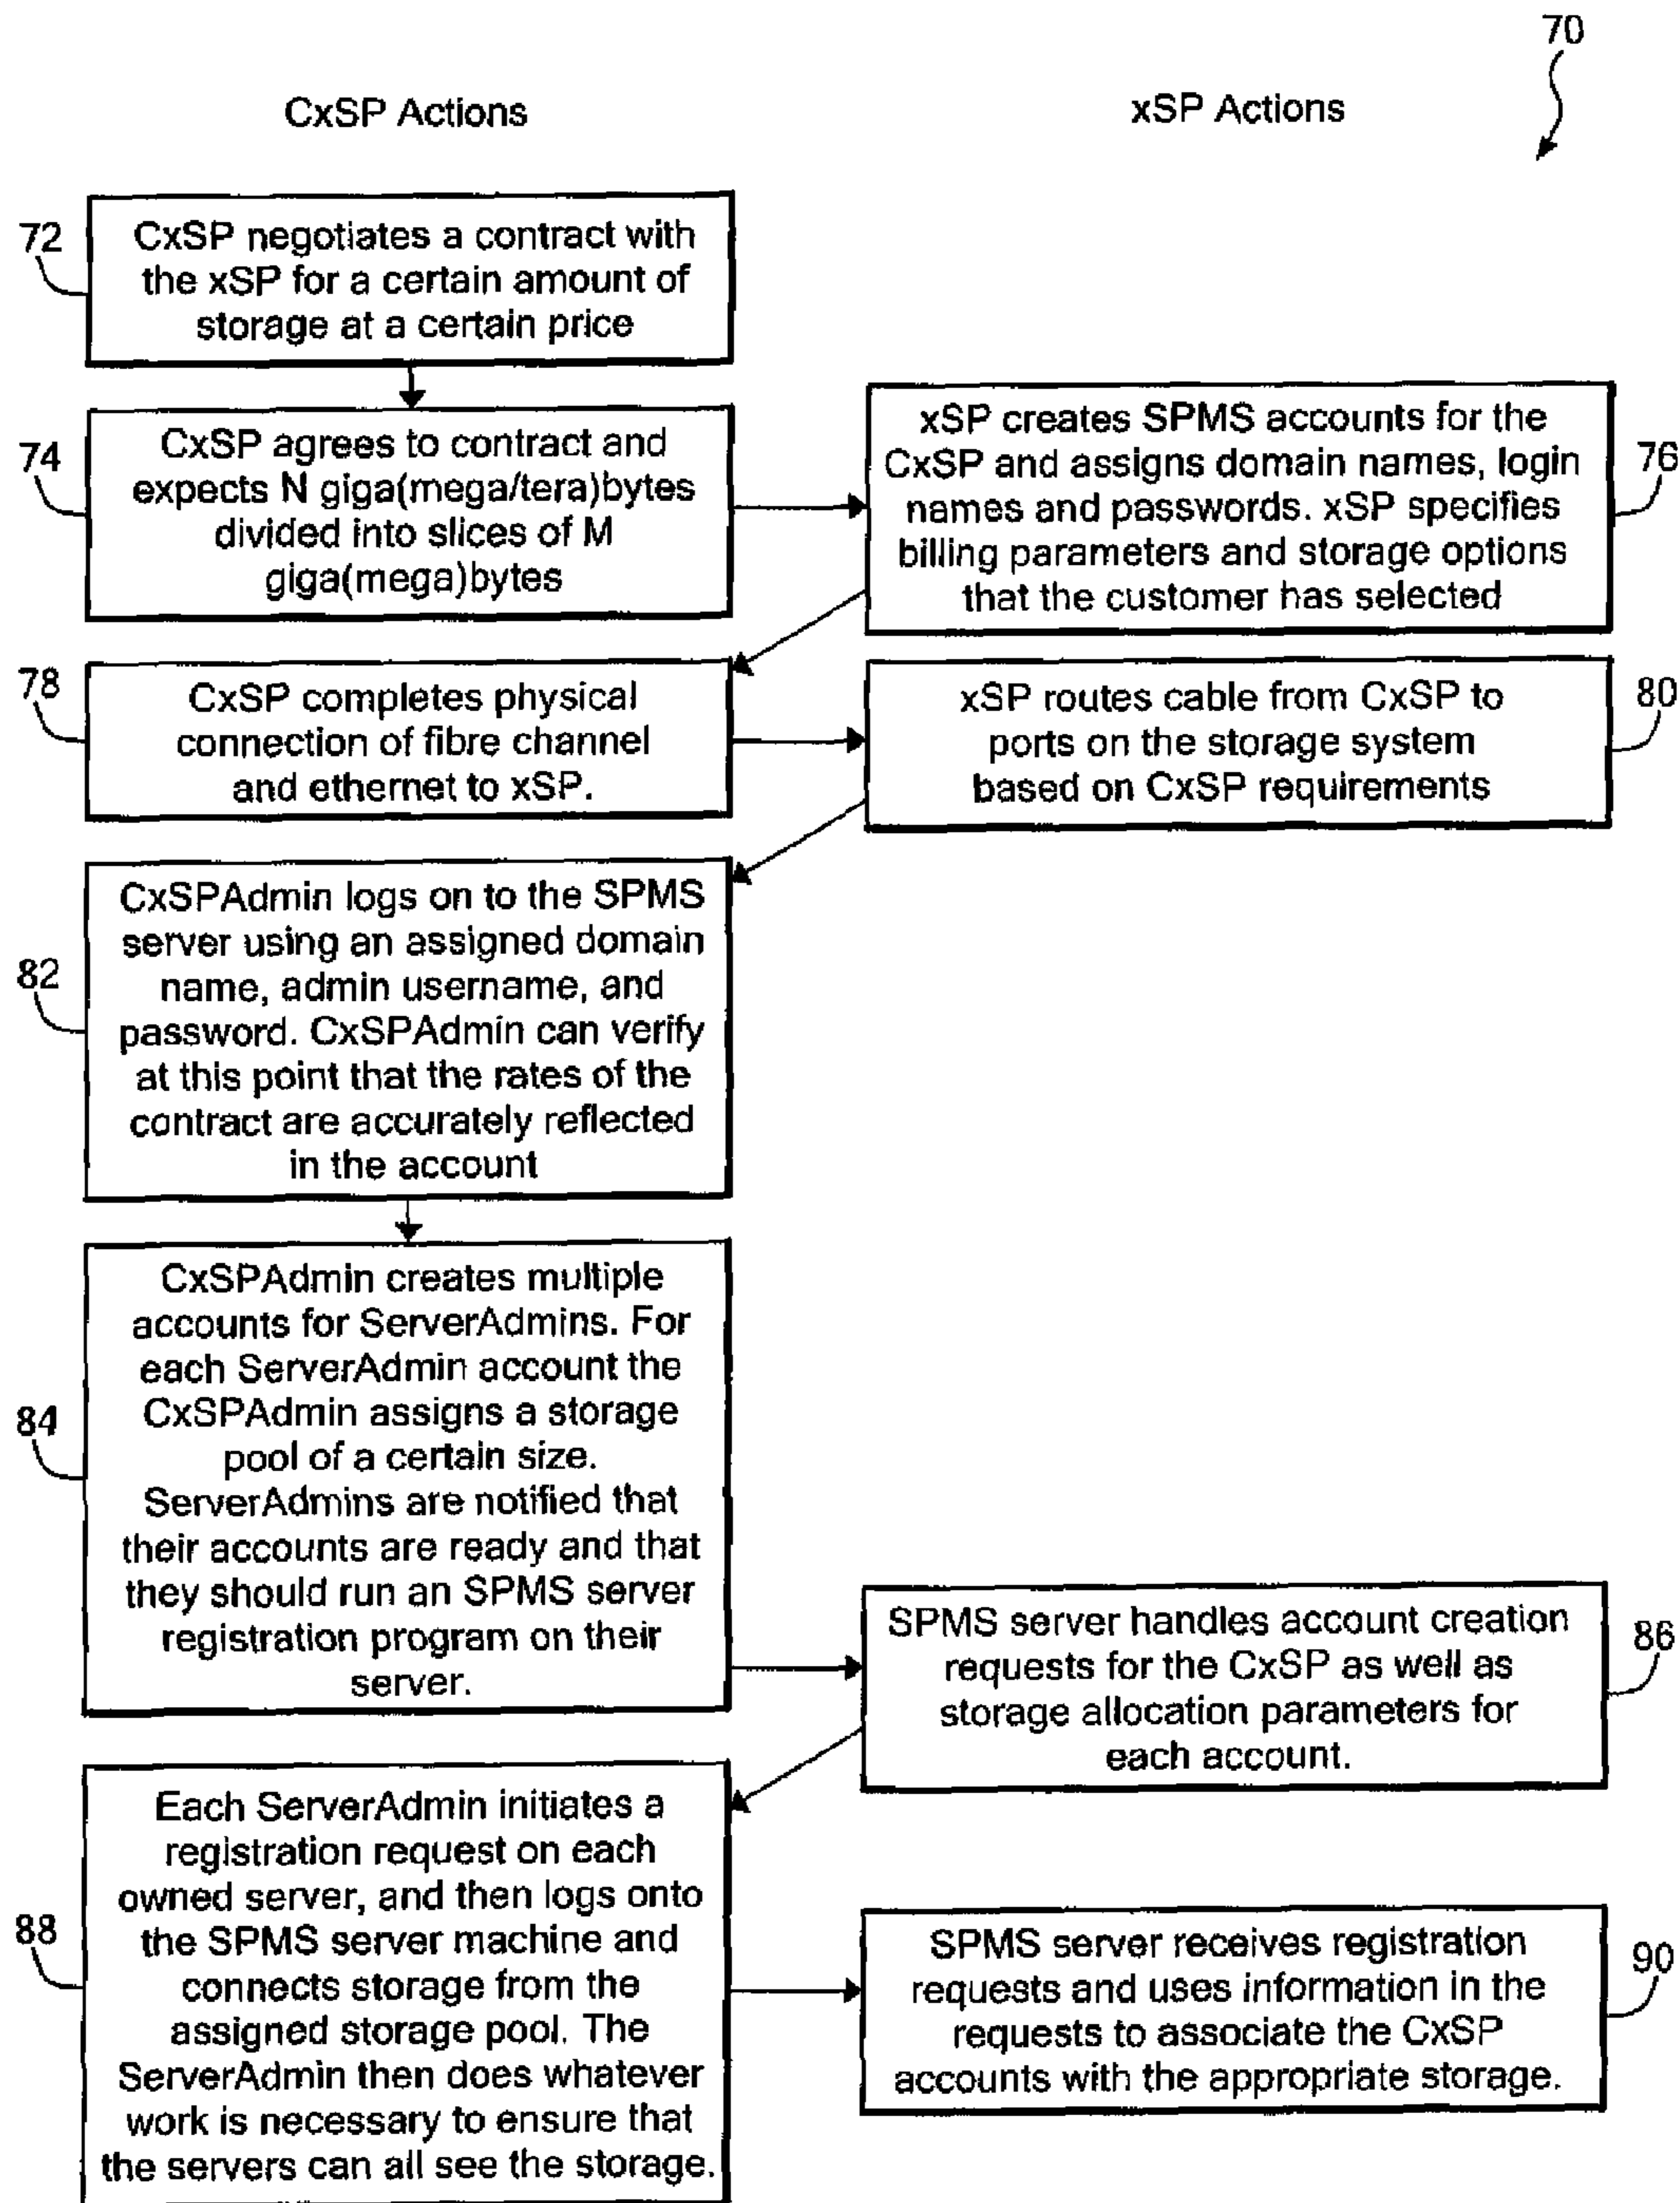 70
CxSP Actions
xSP Actions
72
CxSP negotiates a contract with
the xSP for a certain amount of
storage at a certain price
74
CxSP agrees to contract and
expects N giga(mega/tera)bytes
divided into slices of M
giga(mega)bytes
xSP creates SPMS accounts for the
CxSP and assigns domain names, login
names and passwords. xSP specifies
billing parameters and storage options
that the customer has selected
76
78
CxSP completes physical
connection of fibre channel
and ethernet to xSP.
xSP routes cable from CxSP to
ports on the storage system
based on CxSP requirements
80
82
CxSPAdmin logs on to the SPMS
server using an assigned domain
name, admin username, and
password. CxSPAdmin can verify
at this point that the rates of the
contract are accurately reflected
in the account
84
CxSPAdmin creates multiple
accounts for ServerAdmins. For
each ServerAdmin account the
CxSPAdmin assigns a storage
pool of a certain size.
ServerAdmins are notified that
their accounts are ready and that
they should run an SPMS server
registration program on their
server.
SPMS server handles account creation
requests for the CxSP as well as
storage allocation parameters for
each account.
86
88
Each ServerAdmin initiates a
registration request on each
owned server, and then logs onto
the SPMS server machine and
connects storage from the
assigned storage pool. The
ServerAdmin then does whatever
work is necessary to ensure that
the servers can all see the storage.
SPMS server receives registration
requests and uses information in the
requests to associate the CxSP
accounts with the appropriate storage.
90